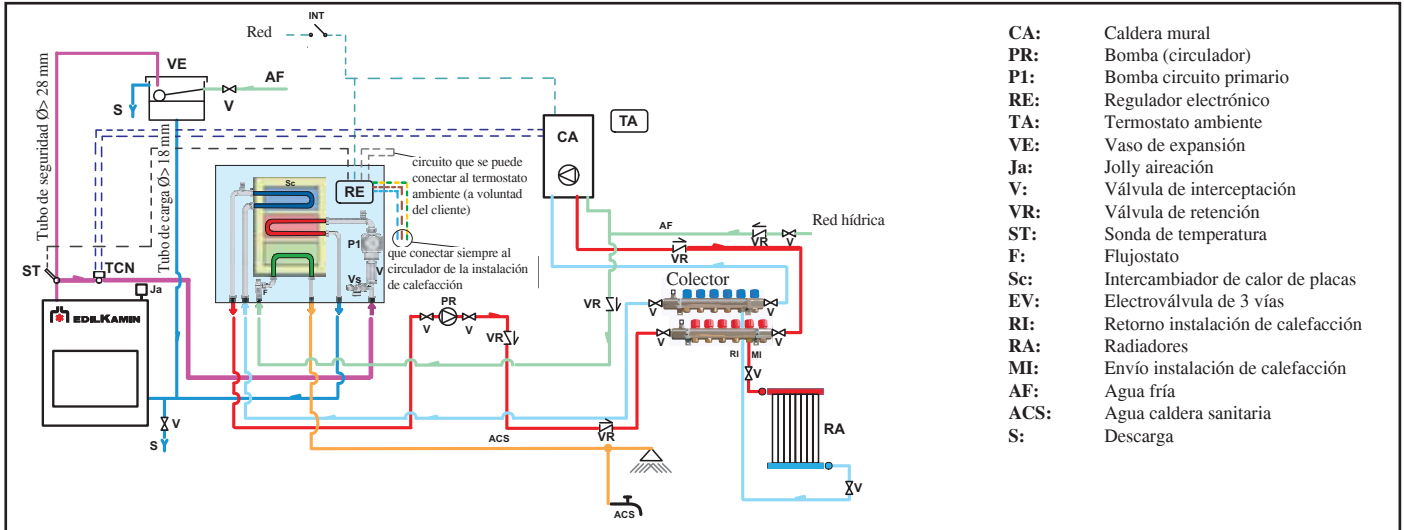 INT
Red
VE
AF
S
V
Tubo de seguridad Ø> 28 mm
Tubo de carga Ø> 18 mm
CA
TA
Sc
RE
circuito que se puede
conectar al termostato
ambiente (a voluntad
del cliente)
P1
V
Vs
F
que conectar siempre al
circulador de la instalación
de calefacción
AF
VR
V
Red hídrica
VR
ST
TCN
Ja
EDILKAMIN
PR
V
V
VR
VR
Colector
V
V
V
V
RI
MI
V
RA
V
V
S
ACS
VR
ACS
CA: Caldera mural
PR: Bomba (circulador)
P1: Bomba circuito primario
RE: Regulador electrónico
TA: Termostato ambiente
VE: Vaso de expansión
Ja: Jolly aireación
V: Válvula de interceptación
VR: Válvula de retención
ST: Sonda de temperatura
F: Flujostato
Sc: Intercambiador de calor de placas
EV: Electroválvula de 3 vías
RI: Retorno instalación de calefacción
RA: Radiadores
MI: Envío instalación de calefacción
AF: Agua fría
ACS: Agua caldera sanitaria
S: Descarga